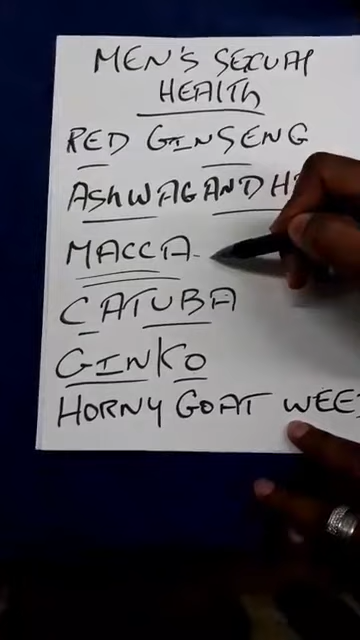 MEN'S SEXUAL
HEALTH
RED GINSENG
ASHWAGANDH
MACCA
CATUBA
GINKO
HORNY GOAT WEE